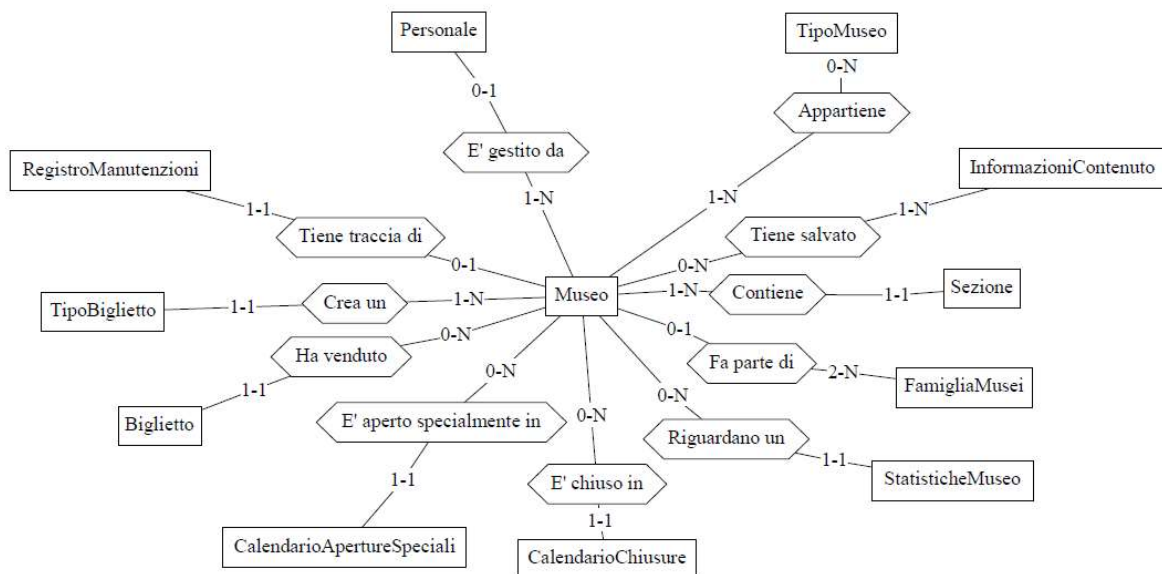 Personale
TipoMuseo
0-N
0-1
Appartiene
E' gestito da
RegistroManutenzioni
InformazioniContenuto
1-N
1-N
1-N
1-1
Tiene traccia di
Tiene salvato
0-1
0-N
Museo
Sezione
TipoBiglietto
1-1
Crea un
1-N
1-N
Contiene
1-1
0-N
0-1
Ha venduto
Fa parte di
2-N
FamigliaMusei
1-1
0-N
0-N
Biglietto
E' aperto specialmente in
0-N
Riguardano un
1-1
StatisticheMuseo
1-1
E' chiuso in
1-1
CalendarioApertureSpeciali
CalendarioChiusure